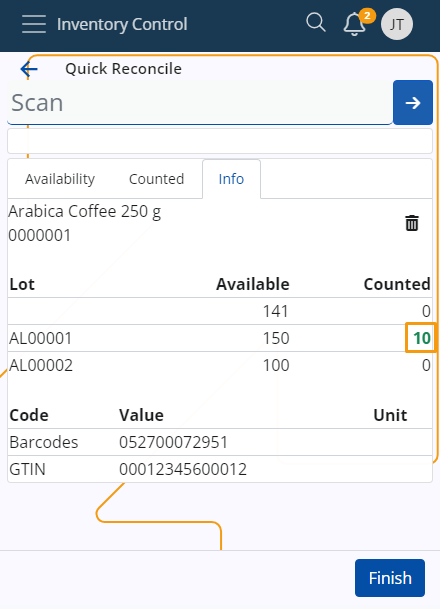 Inventory Control
2
JT
Quick Reconcile
Scan
Availability Counted Info
Arabica Coffee 250 g
0000001
Lot Available Counted
141 0
AL00001 150 10
AL00002 100 0
Code Value Unit
Barcodes 052700072951
GTIN 00012345600012
Finish